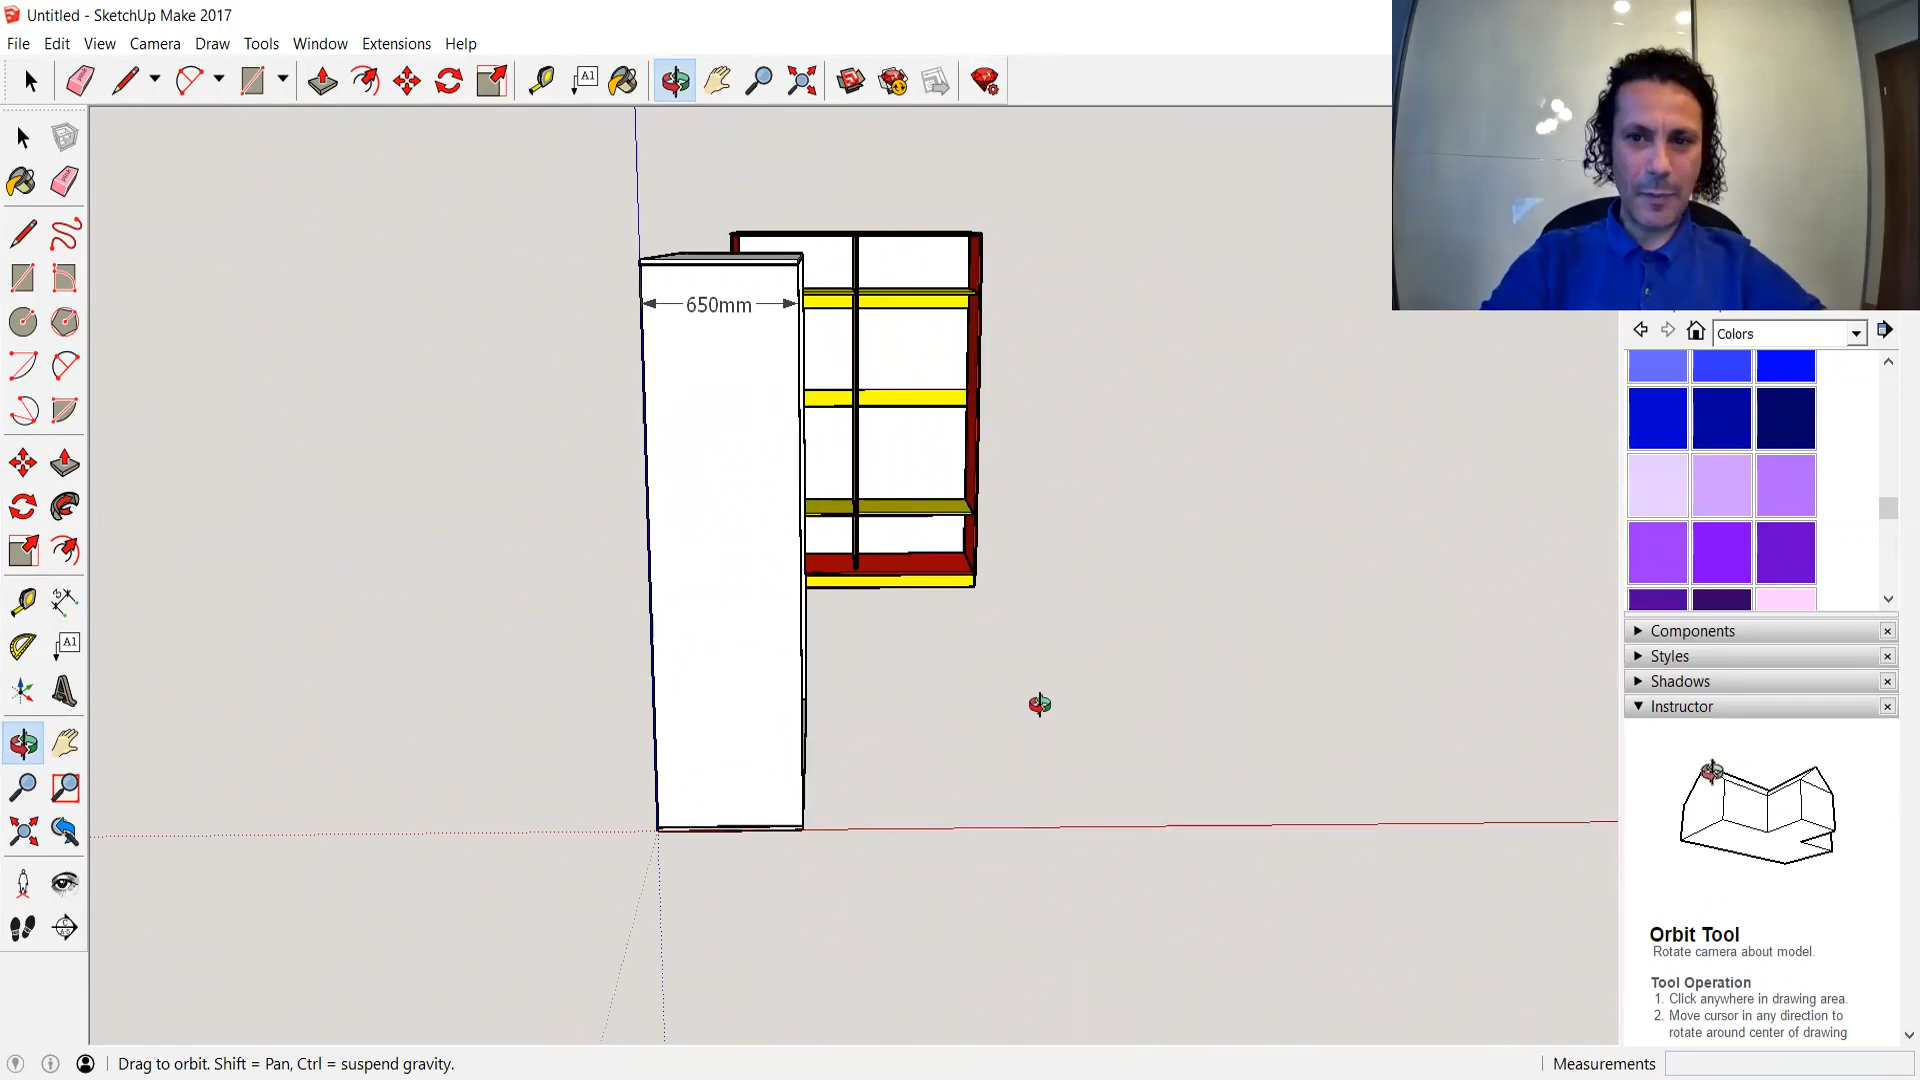 Untitled - SketchUp Make 2017
File Edit View Camera Draw Tools Window Extensions Help
A1
650mm
Colors
A1
Components
Styles
Shadows
Instructor
Orbit Tool
Rotate camera about model.
Tool Operation
1. Click anywhere in drawing area.
2. Move cursor in any direction to
rotate around center of drawing
Drag to orbit. Shift = Pan, Ctrl = suspend gravity.
Measurements